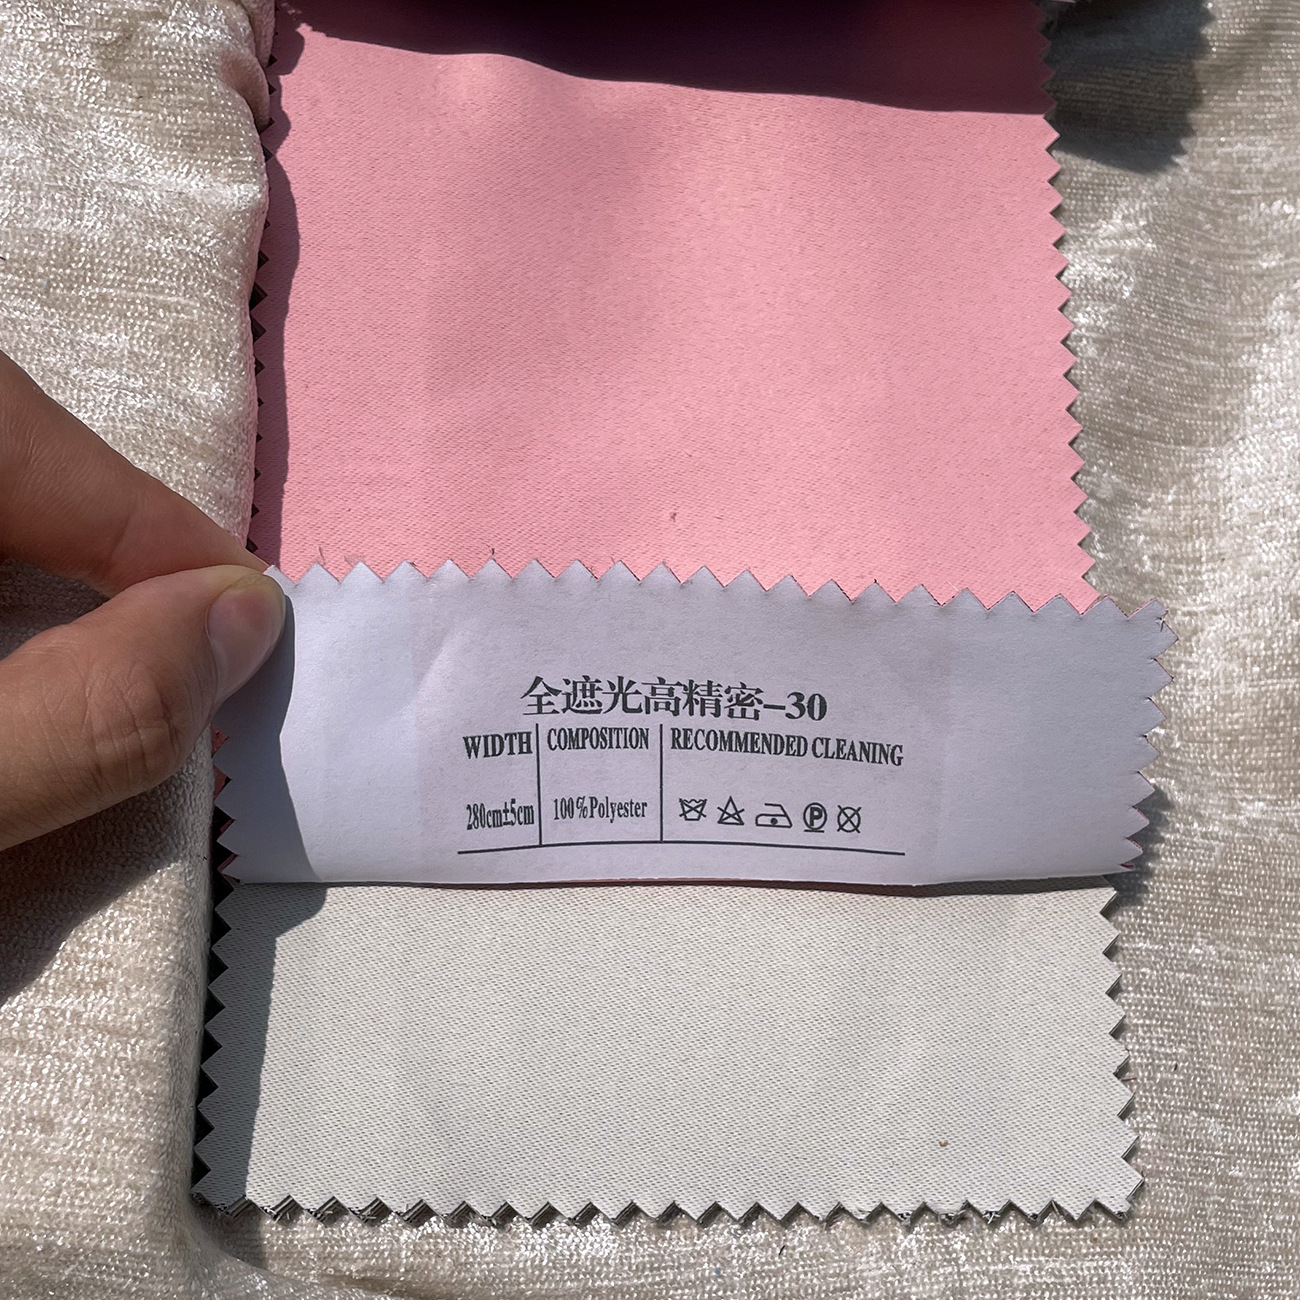 全遮光高精密-30
WIDTH COMPOSITION RECOMMENDED CLEANING
280cm±5cm 100%Polyester P